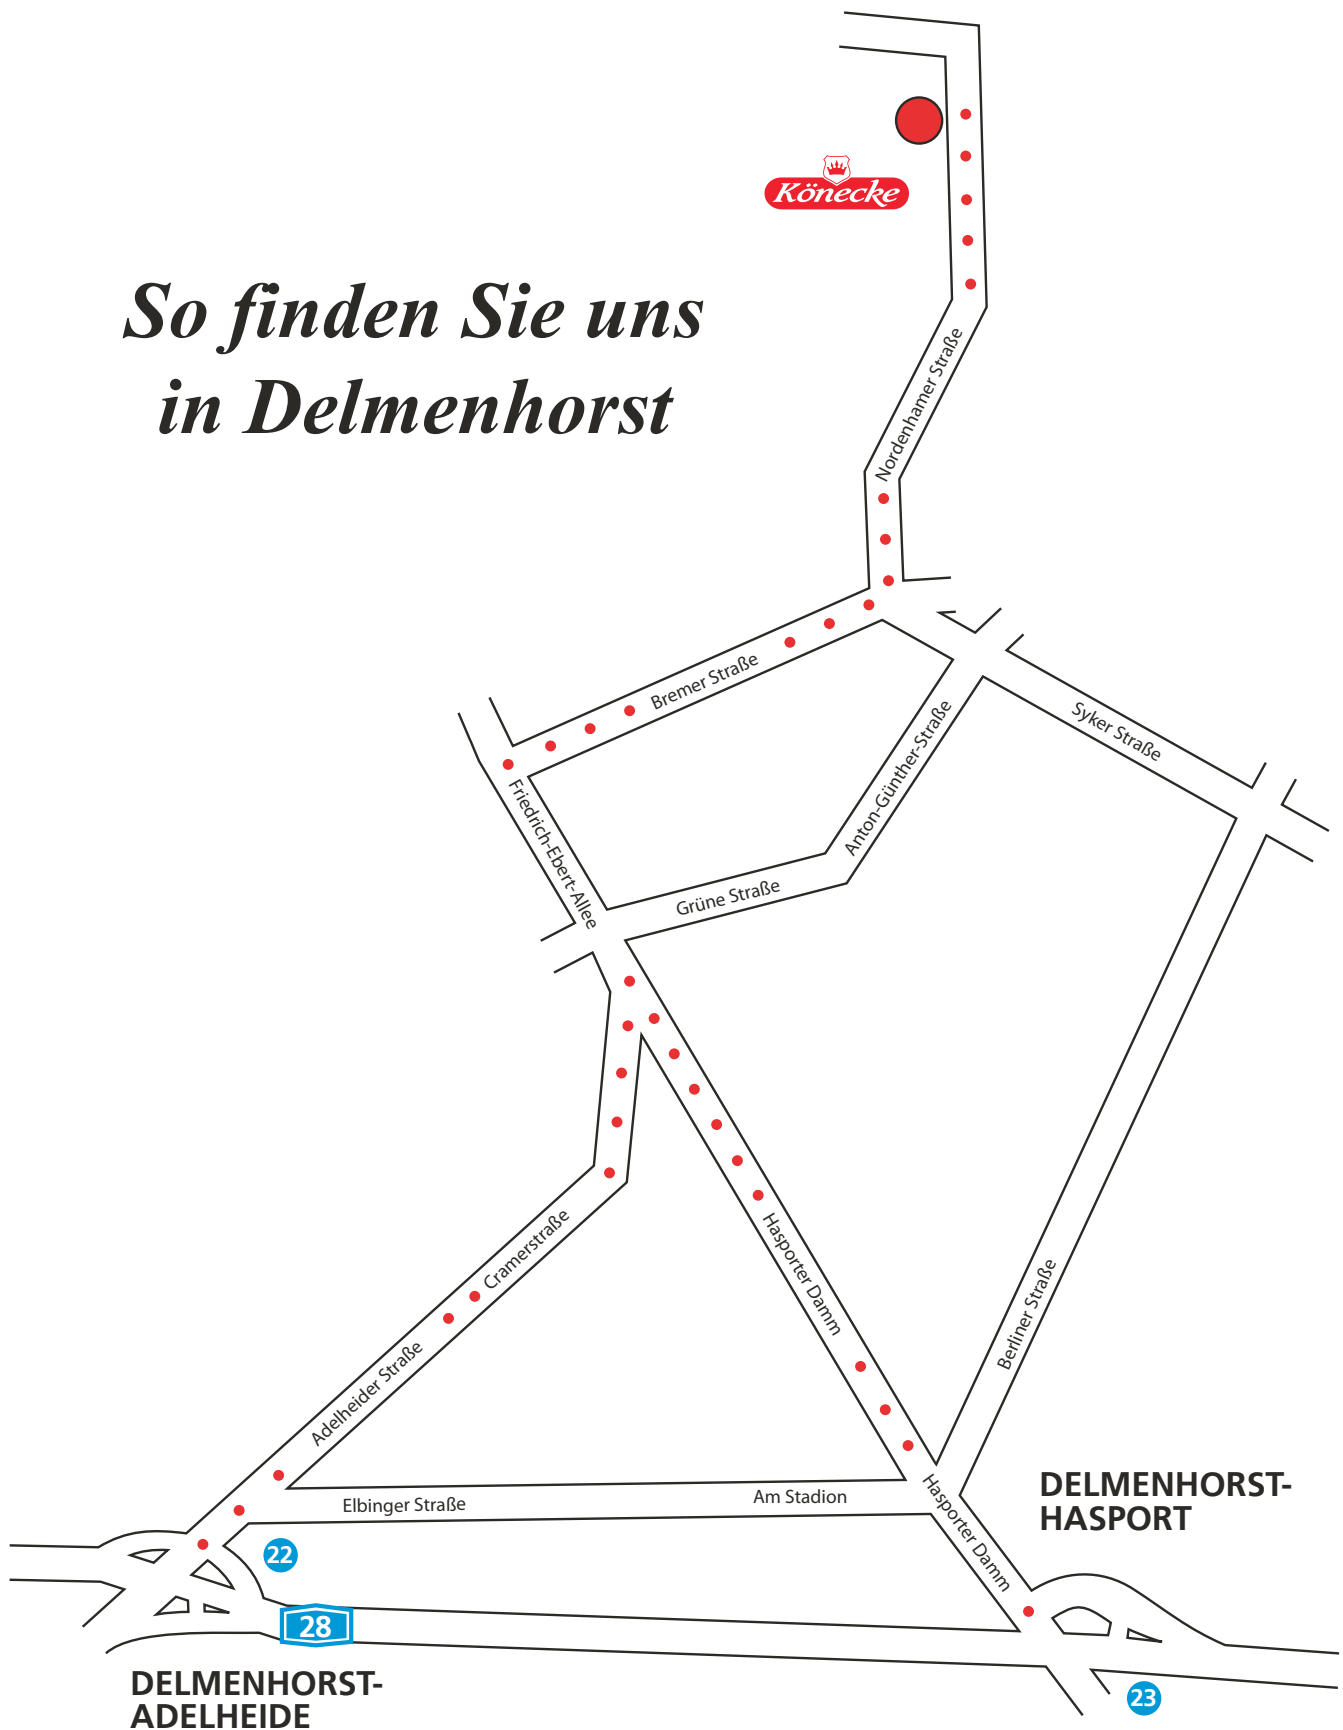 Könecke
So finden Sie uns
in Delmenhorst
Nordenhamer Straße
Bremer Straße
Syker Straße
Anton-Günther-Straße
Friedrich-Ebert-Allee
Grüne Straße
Cramerstraße
Hasporter Damm
Berliner Straße
Adelheider Straße
Elbinger Straße
Am Stadion
Hasporter Damm
DELMENHORST-
HASPORT
22
28
DELMENHORST-
ADELHEIDE
23